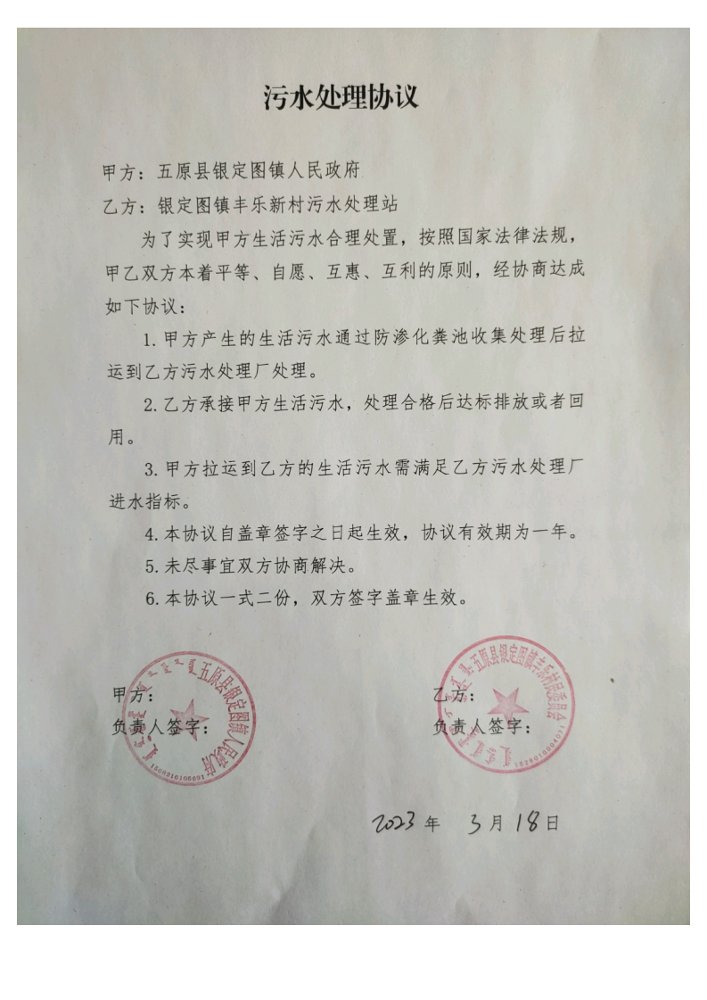 污水处理协议
甲方：五原县银定图镇人民政府
乙方：银定图镇丰乐新村污水处理站
为了实现甲方生活污水合理处置，按照国家法律法规，
甲乙双方本着平等、自愿、互惠、互利的原则，经协商达成
如下协议：
1.甲方产生的生活污水通过防渗化粪池收集处理后拉
运到乙方污水处理厂处理。
2.乙方承接甲方生活污水，处理合格后达标排放或者回
用。
3.甲方拉运到乙方的生活污水需满足乙方污水处理厂
进水指标。
4.本协议自盖章签字之日起生效，协议有效期为一年。
5.未尽事宜双方协商解决。
6.本协议一式二份，双方签字盖章生效。
五原县银定图镇人民政府
五原县银定图镇丰乐村民委员会
甲方：
乙方：
负责人签字：
负责人签字：
2023年 3月18日